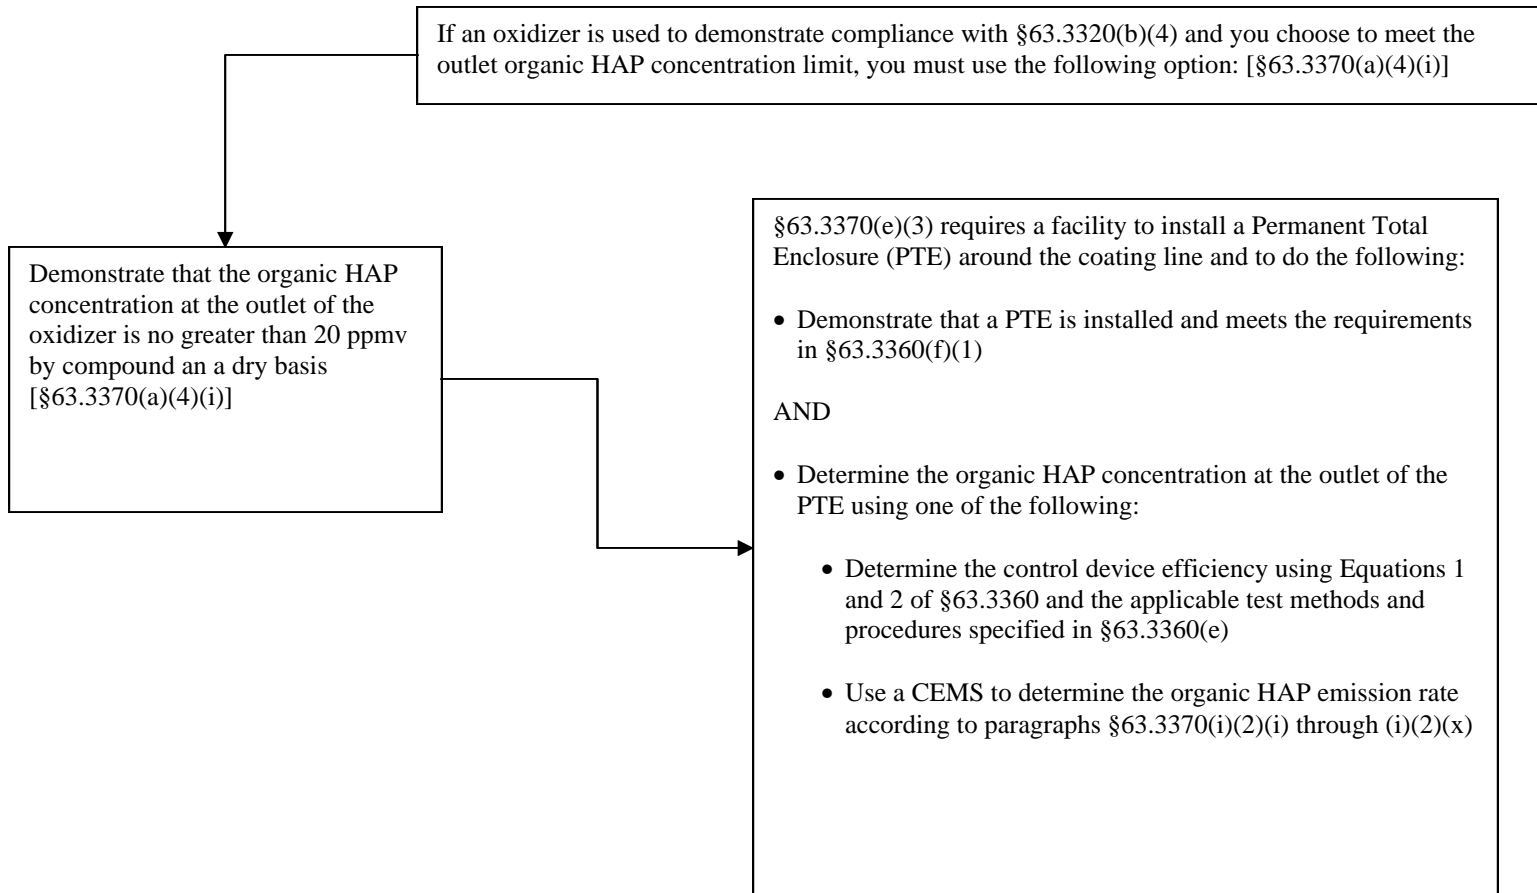 If an oxidizer is used to demonstrate compliance with §63.3320(b)(4) and you choose to meet the
outlet organic HAP concentration limit, you must use the following option: [§63.3370(a)(4)(i)]
Demonstrate that the organic HAP
concentration at the outlet of the
oxidizer is no greater than 20 ppmv
by compound an a dry basis
[§63.3370(a)(4)(i)]
§63.3370(e)(3) requires a facility to install a Permanent Total
Enclosure (PTE) around the coating line and to do the following:
• Demonstrate that a PTE is installed and meets the requirements
in §63.3360(f)(1)
AND
• Determine the organic HAP concentration at the outlet of the
PTE using one of the following:
• Determine the control device efficiency using Equations 1
and 2 of §63.3360 and the applicable test methods and
procedures specified in §63.3360(e)
• Use a CEMS to determine the organic HAP emission rate
according to paragraphs §63.3370(i)(2)(i) through (i)(2)(x)